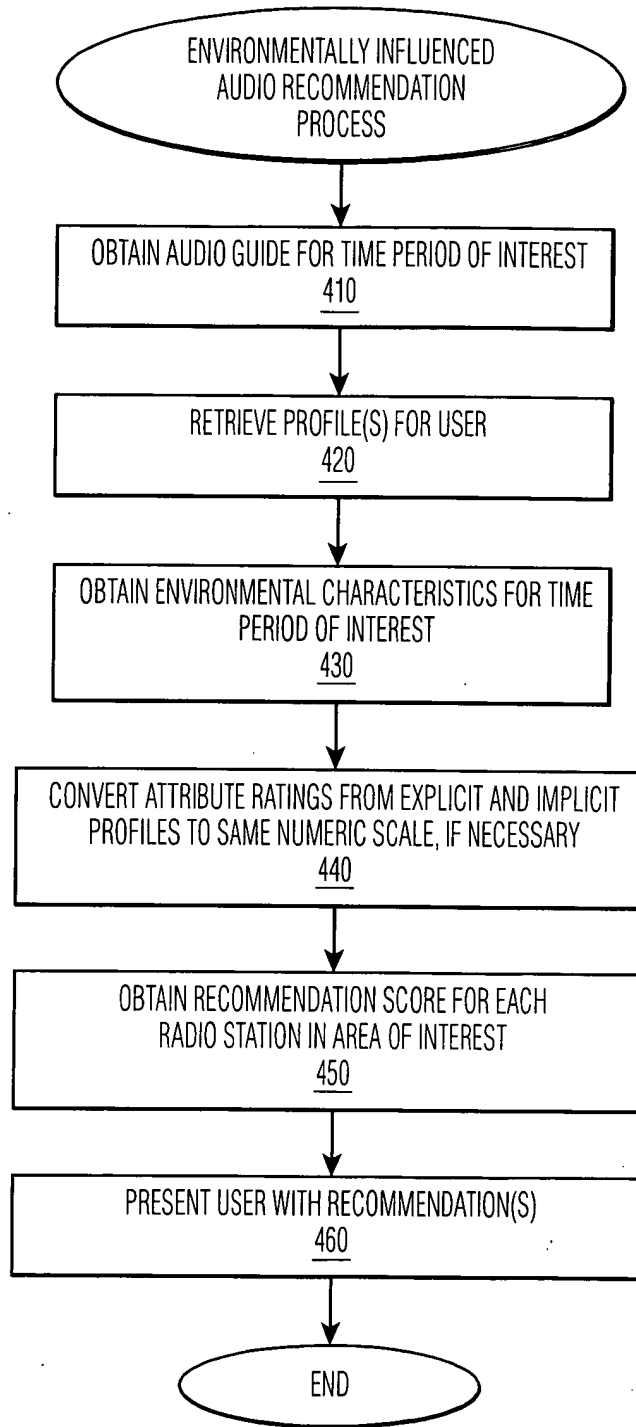 ENVIRONMENTALLY INFLUENCED
AUDIO RECOMMENDATION
PROCESS
OBTAIN AUDIO GUIDE FOR TIME PERIOD OF INTEREST
410
RETRIEVE PROFILE(S) FOR USER
420
OBTAIN ENVIRONMENTAL CHARACTERISTICS FOR TIME
PERIOD OF INTEREST
430
CONVERT ATTRIBUTE RATINGS FROM EXPLICIT AND IMPLICIT
PROFILES TO SAME NUMERIC SCALE, IF NECESSARY
440
OBTAIN RECOMMENDATION SCORE FOR EACH
RADIO STATION IN AREA OF INTEREST
450
PRESENT USER WITH RECOMMENDATION(S)
460
END